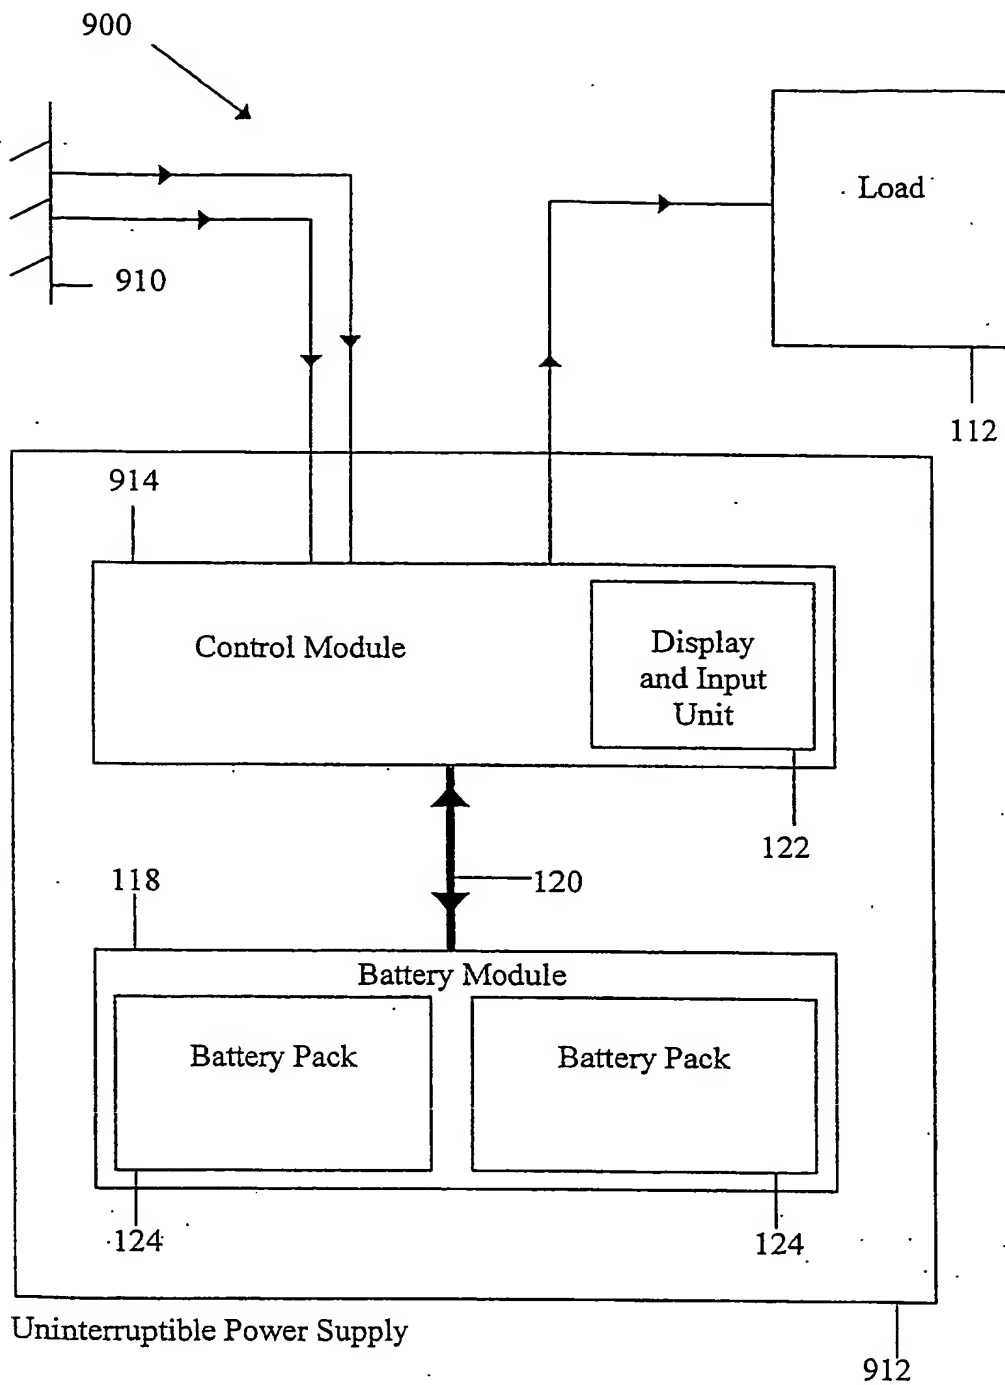 900
Load
910
112
914
Control Module
Display
and Input
Unit
122
120
118
Battery Module
Battery Pack
Battery Pack
124
124
Uninterruptible Power Supply
912